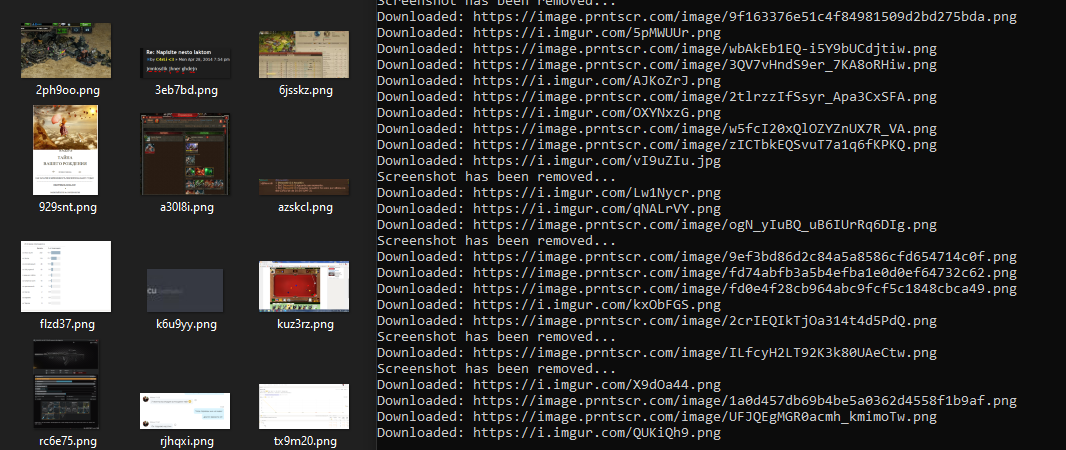 Re: Napisite nesto laktom
2ph9oo.png
3eb7bd.png
6jsskz.png
ТАЙНА
ВАШЕГО РОЖДЕНИЯ
929snt.png
a30l8i.png
azskcl.png
CU
flzd37.png
k6u9yy.png
kuz3rz.png
rc6e75.png
rjhqxi.png
tx9m20.png
Screenshot has been removed...
Downloaded: https://image.prntscr.com/image/9f163376e51c4f84981509d2bd275bda.png
Downloaded: https://i.imgur.com/5pMWUUr.png
Downloaded: https://image.prntscr.com/image/wbAkEb1EQ-i5Y9bUCdjtiw.png
Downloaded: https://image.prntscr.com/image/3QV7vHndS9er_7KA8oRHiw.png
Downloaded: https://i.imgur.com/AJKoZrJ.png
Downloaded: https://image.prntscr.com/image/2tlrzzIfSsyr_Apa3CxSFA.png
Downloaded: https://i.imgur.com/OXYNxzG.png
Downloaded: https://image.prntscr.com/image/w5fcI20xQlOZYZnUX7R_VA.png
Downloaded: https://image.prntscr.com/image/zICTbkEQSvuT7a1q6fKPKQ.png
Downloaded: https://i.imgur.com/vI9uZIu.jpg
Screenshot has been removed...
Downloaded: https://i.imgur.com/Lw1Nycr.png
Downloaded: https://i.imgur.com/qNALrVY.png
Downloaded: https://image.prntscr.com/image/ogN_yIuBQ_uB6IUrRq6DIg.png
Screenshot has been removed...
Downloaded: https://image.prntscr.com/image/9ef3bd86d2c84a5a8586cfd654714c0f.png
Downloaded: https://image.prntscr.com/image/fd74abfb3a5b4efba1e0d0ef64732c62.png
Downloaded: https://image.prntscr.com/image/fd0e4f28cb964abc9fcf5c1848cbca49.png
Downloaded: https://i.imgur.com/kxObFGS.png
Downloaded: https://image.prntscr.com/image/2crIEQIkTjOa314t4d5PdQ.png
Screenshot has been removed...
Downloaded: https://image.prntscr.com/image/ILfcyH2LT92K3k80UAeCtw.png
Screenshot has been removed...
Downloaded: https://i.imgur.com/X9dOa44.png
Downloaded: https://image.prntscr.com/image/1a0d457db69b4be5a0362d4558f1b9af.png
Downloaded: https://image.prntscr.com/image/UFJQEgMGR0acmh_kmimoTw.png
Downloaded: https://i.imgur.com/QUKiQh9.png